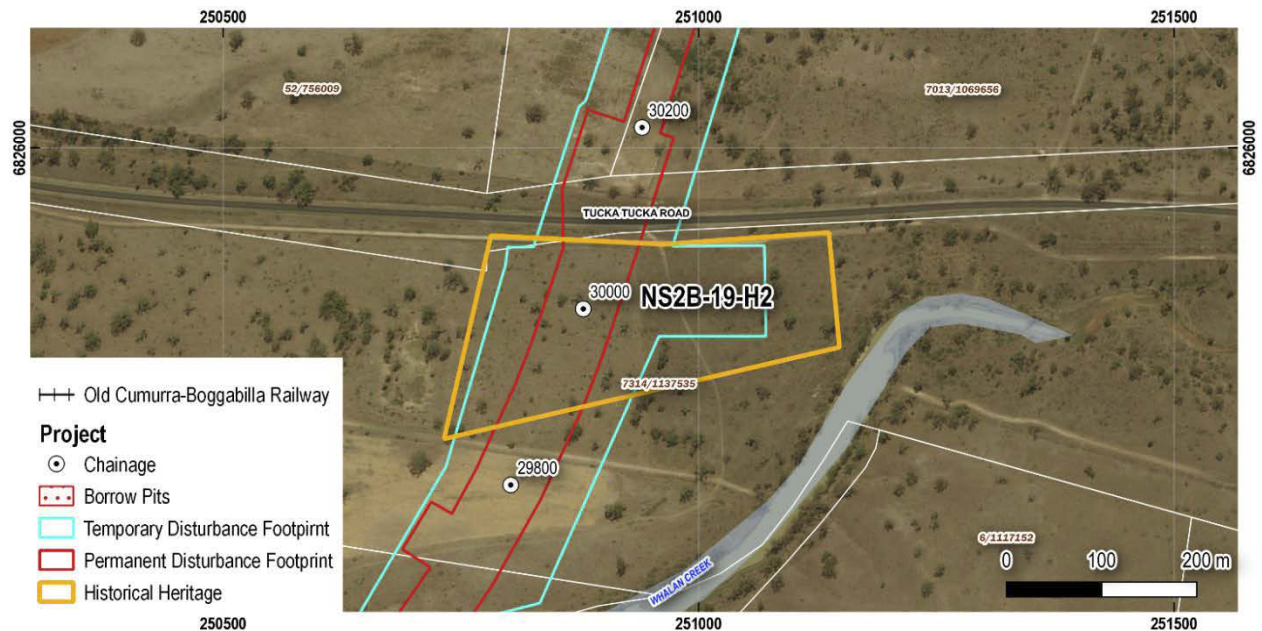 250500
251000
251500
52/756009
7013/1069656
30200
6826000
6826000
TUCKA TUCKA ROAD
30000
NS2B-19-H2
7314/1137535
29800
6/1117152
WHALAN CREEK
0 100 200 m
Old Cumurra-Boggabilla Railway
Project
Chainage
Borrow Pits
Temporary Disturbance Footpirnt
Permanent Disturbance Footprint
Historical Heritage
250500
251000
251500